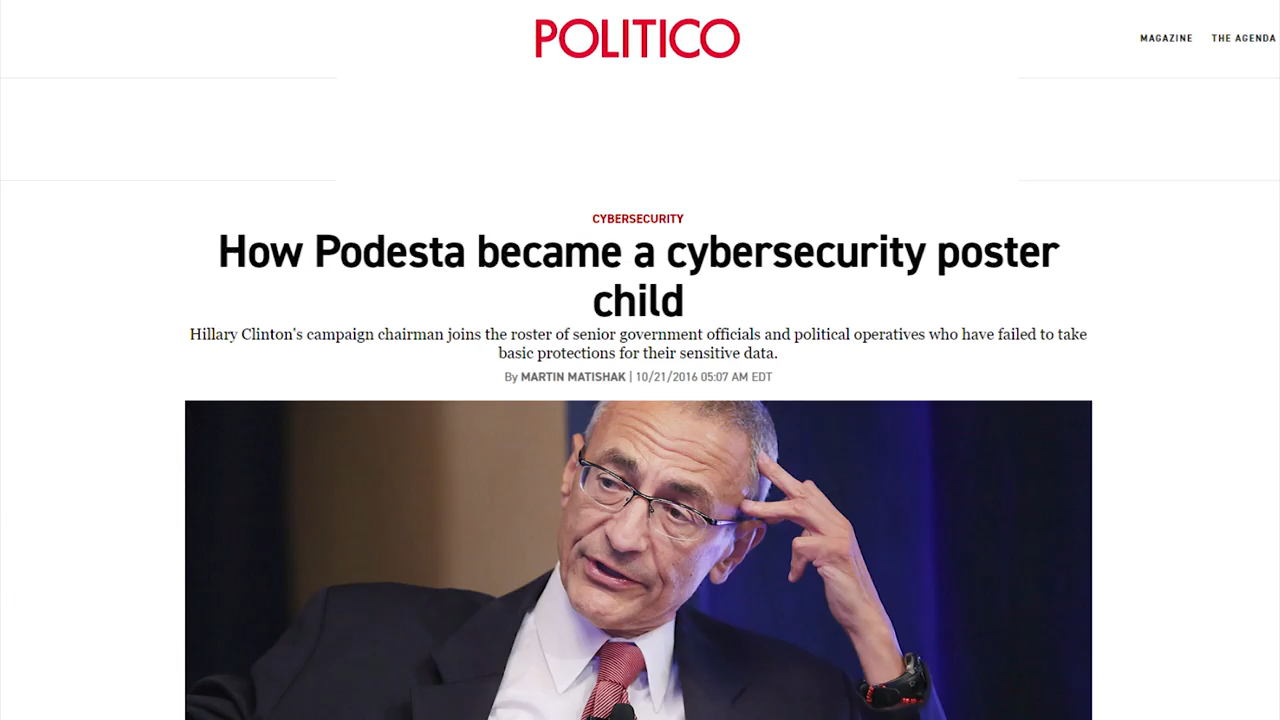 POLITICO
MAGAZINE THE AGENDA
CYBERSECURITY
How Podesta became a cybersecurity poster
child
Hillary Clinton's campaign chairman joins the roster of senior government officials and political operatives who have failed to take
basic protections for their sensitive data.
By MARTIN MATISHAK | 10/21/2016 05:07 AM EDT